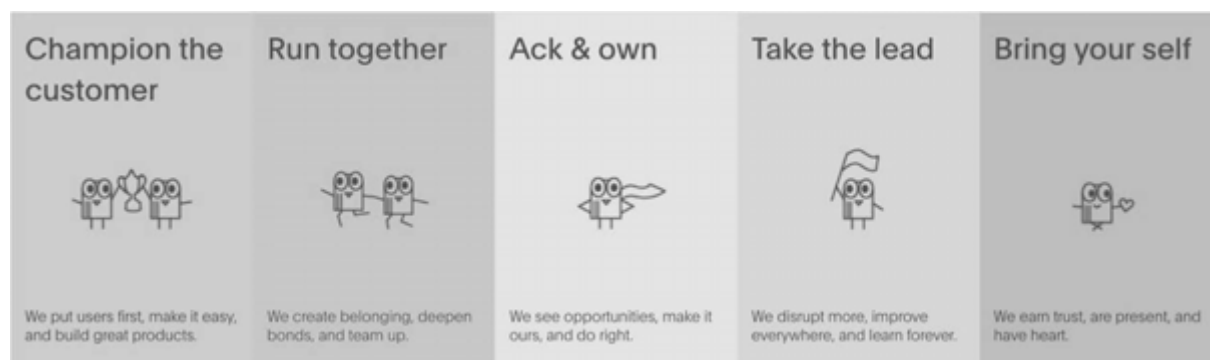 Champion the
customer
We put users first, make it easy,
and build great products.
Run together
We create belonging, deepen
bonds, and team up.
Ack & own
We see opportunities, make it
ours, and do right.
Take the lead
We disrupt more, improve
everywhere, and learn forever.
Bring your self
We earn trust, are present, and
have heart.